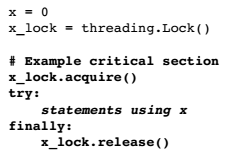 x = 0
x_lock = threading.Lock()
# Example critical section
x_lock.acquire()
try:
    statements using x
finally:
    x_lock.release()